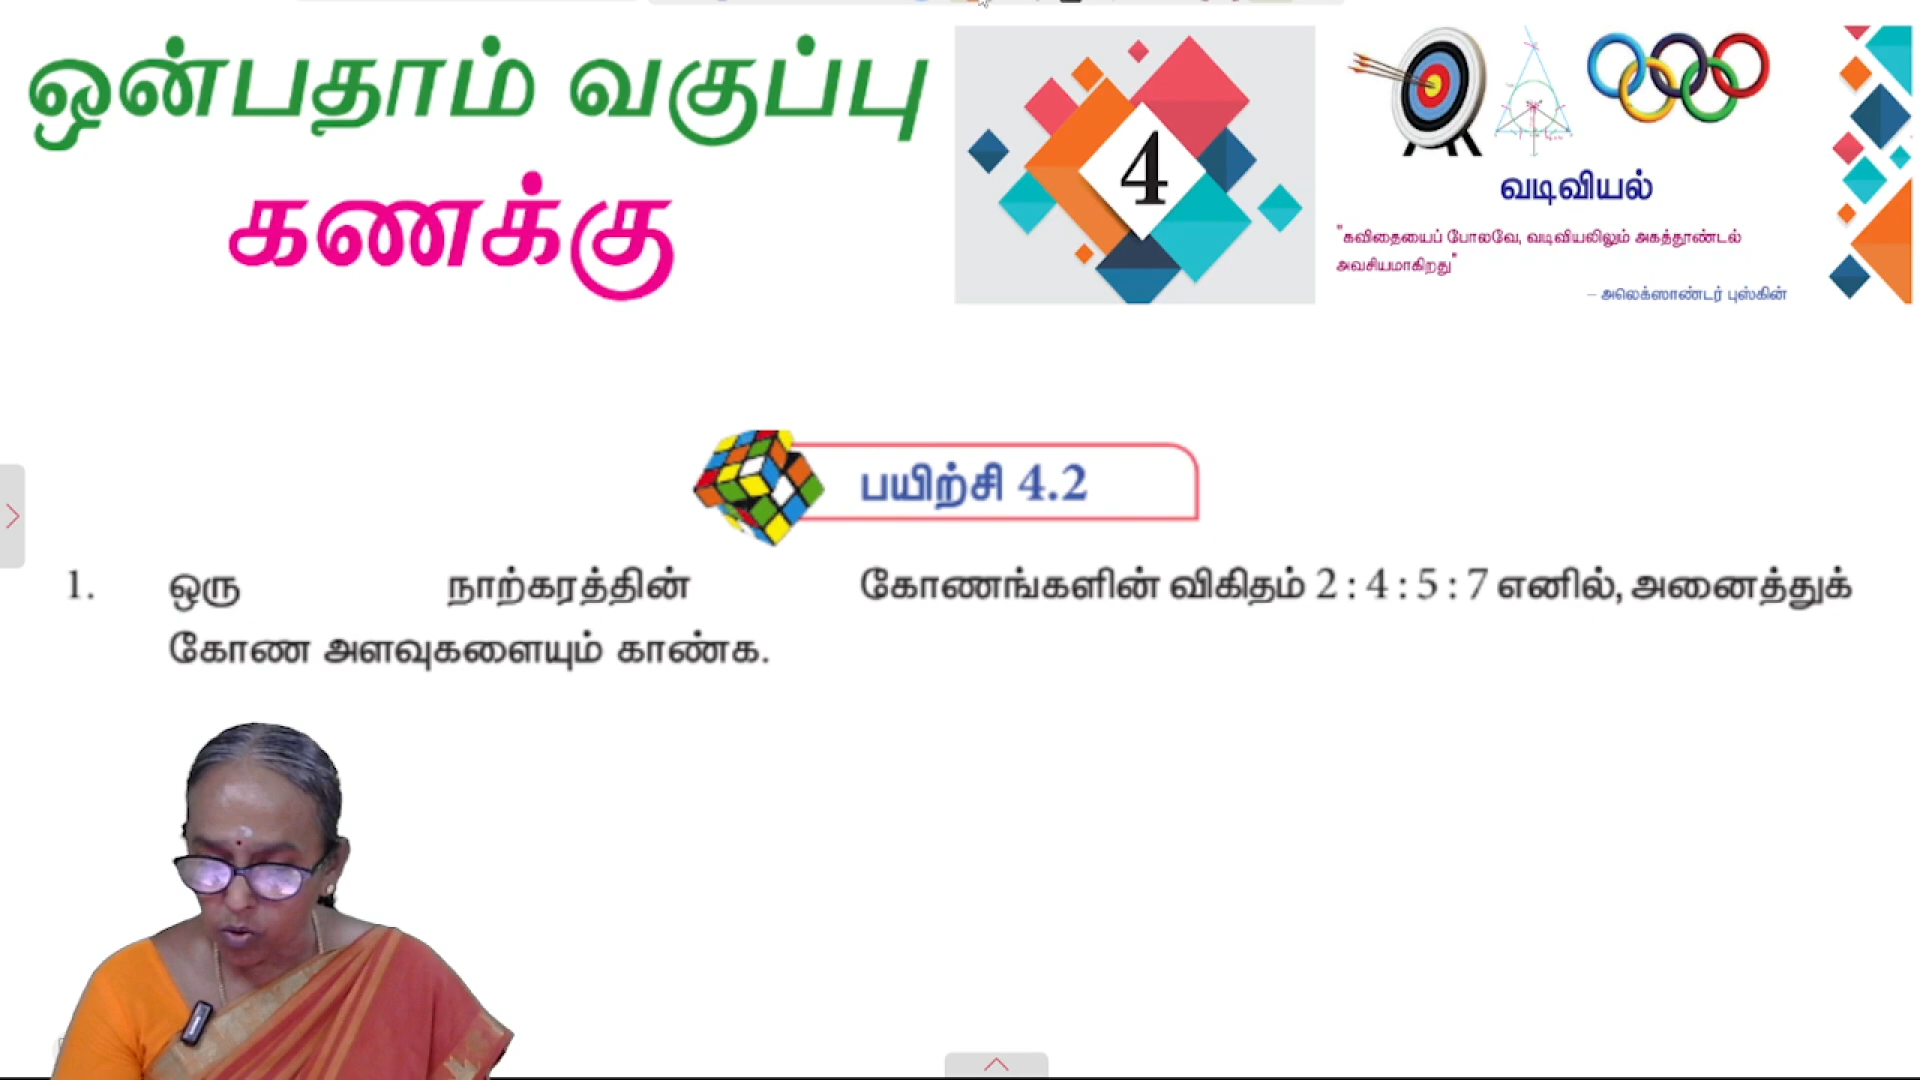 ஒன்பதாம் வகுப்பு
கணக்கு
4
வடிவியல்
"கவிதையைப் போலவே, வடிவியலிலும் அகத்தூண்டல்
அவசியமாகிறது"
– அலெக்ஸாண்டர் புஸ்கின்
பயிற்சி 4.2
1. ஒரு நாற்கரத்தின் கோணங்களின் விகிதம் 2 : 4 : 5 : 7 எனில், அனைத்துக்
கோண அளவுகளையும் காண்க.